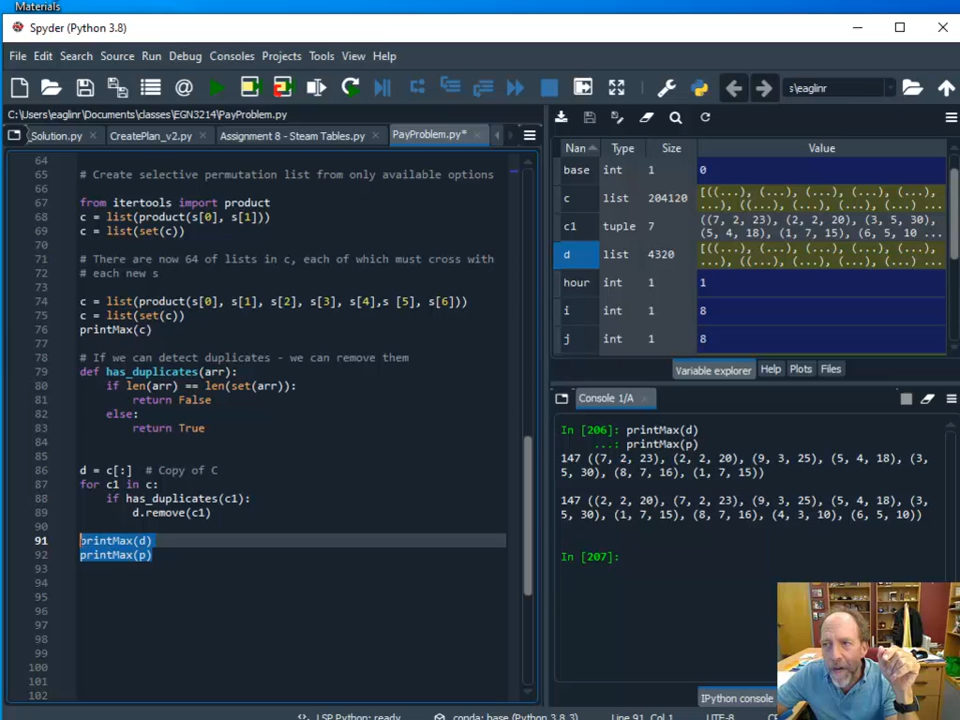 Materials
Spyder (Python 3.8)
File Edit Search Source Run Debug Consoles Projects Tools View Help
s\eaglinr
C:\Users\eaglinr\Documents\classes\EGN3214\PayProblem.py
_Solution.py CreatePlan_v2.py Assignment 8 - Steam Tables.py PayProblem.py*
64
65 # Create selective permutation list from only available options
66
67 from itertools import product
68 c = list(product(s[0], s[1]))
69 c = list(set(c))
70
71 # There are now 64 of lists in c, each of which must cross with
72 # each new s
73
74 c = list(product(s[0], s[1], s[2], s[3], s[4],s [5], s[6]))
75 c = list(set(c))
76 printMax(c)
77
78 # If we can detect duplicates - we can remove them
79 def has_duplicates(arr):
80 if len(arr) == len(set(arr)):
81 return False
82 else:
83 return True
84
85
86 d = c[:] # Copy of C
87 for c1 in c:
88 if has_duplicates(c1):
89 d.remove(c1)
90
91 printMax(d)
92 printMax(p)
93
94
95
96
97
98
99
100
101
102
Nan Type Size Value
base int 1 0
c list 204120 [((...), (...), (...), (...), (...), (...), ((...), (...), (...), (...), ...
c1 tuple 7 ((7, 2, 23), (2, 2, 20), (3, 5, 30), (5, 4, 18), (1, 7, 15), (6, 5, 10 ...
d list 4320
hour int 1 1
i int 1 8
j int 1 8
Variable explorer Help Plots Files
Console 1/A
In [206]: printMax(d)
...: printMax(p)
147 ((7, 2, 23), (2, 2, 20), (9, 3, 25), (5, 4, 18), (3,
5, 30), (8, 7, 16), (1, 7, 15))
147 ((2, 2, 20), (7, 2, 23), (9, 3, 25), (5, 4, 18), (3,
5, 30), (1, 7, 15), (8, 7, 16), (4, 3, 10), (6, 5, 10))
In [207]:
IPython console
LSP Python: ready conda: base (Python 3.8.3) Line 91, Col 1 UTF-8